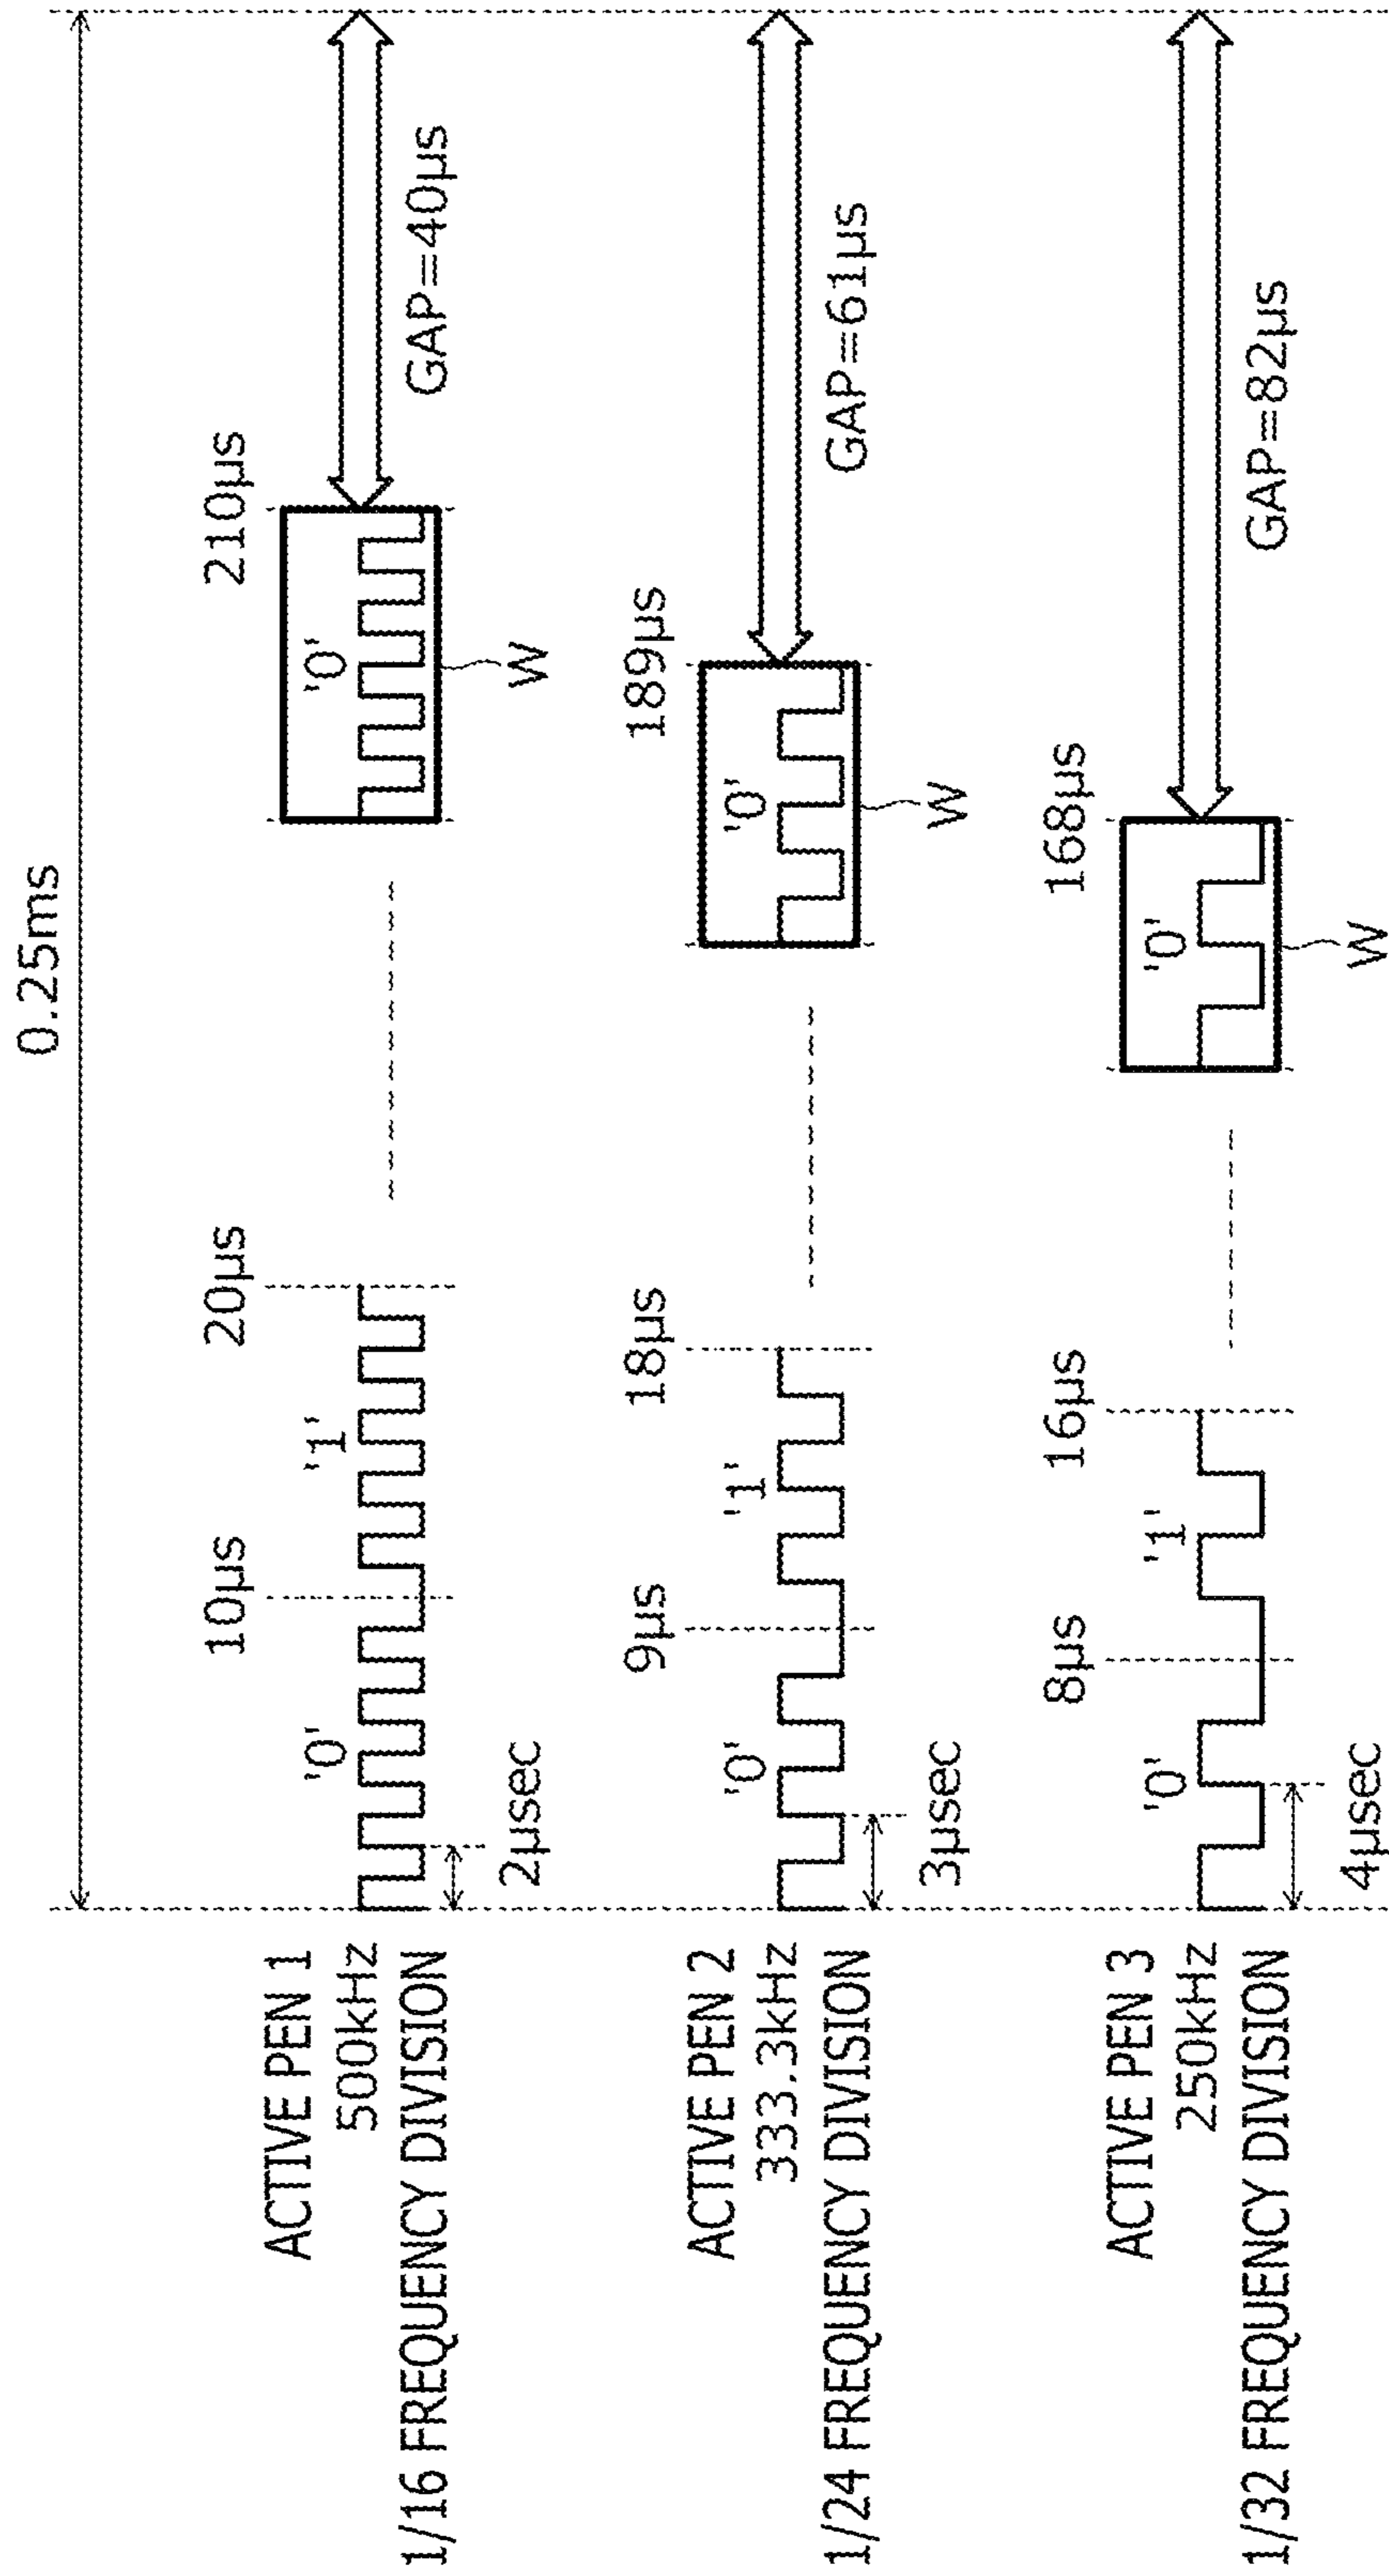 0.25ms
ACTIVE PEN 1
500kHz
1/16 FREQUENCY DIVISION
10µs
20µs
210µs
'0'
'1'
'0'
2µsec
W
GAP=40µs
ACTIVE PEN 2
333.3kHz
1/24 FREQUENCY DIVISION
9µs
18µs
189µs
'0'
'1'
'0'
3µsec
W
GAP=61µs
ACTIVE PEN 3
250kHz
1/32 FREQUENCY DIVISION
8µs
16µs
168µs
'0'
'1'
'0'
4µsec
W
GAP=82µs